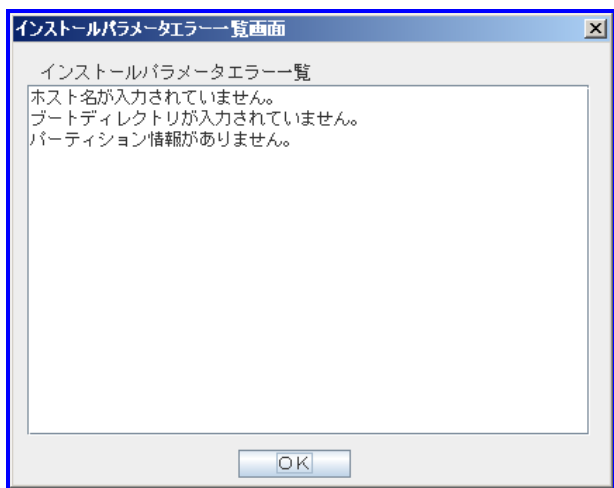 インストールパラメータエラー一覧画面
インストールパラメータエラー一覧
ホスト名が入力されていません。
ブートディレクトリが入力されていません。
パーティション情報がありません。
ＯＫ